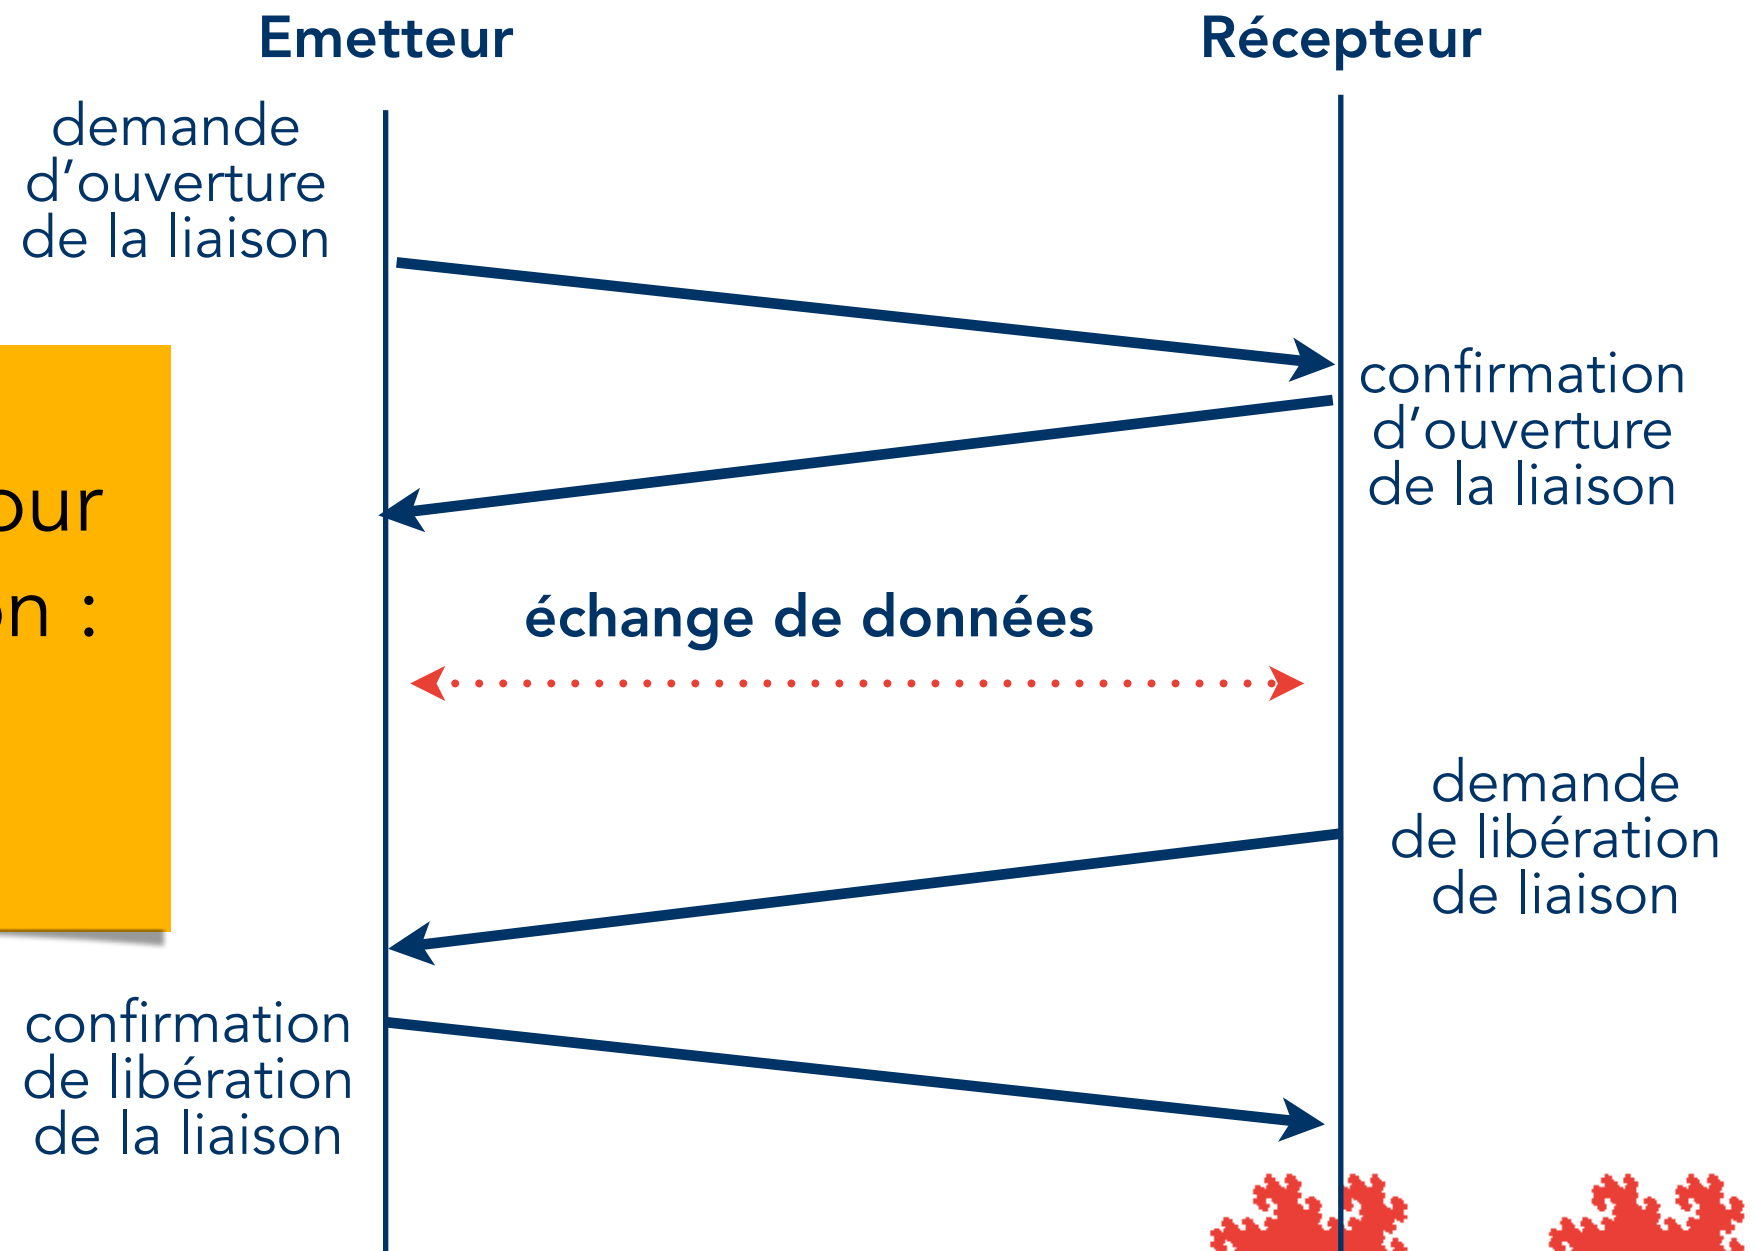 Emetteur
Récepteur
demande
d’ouverture
de la liaison
confirmation
d’ouverture
de la liaison
:
échange de données
demande
de libération
de liaison
confirmation
de libération
de la liaison